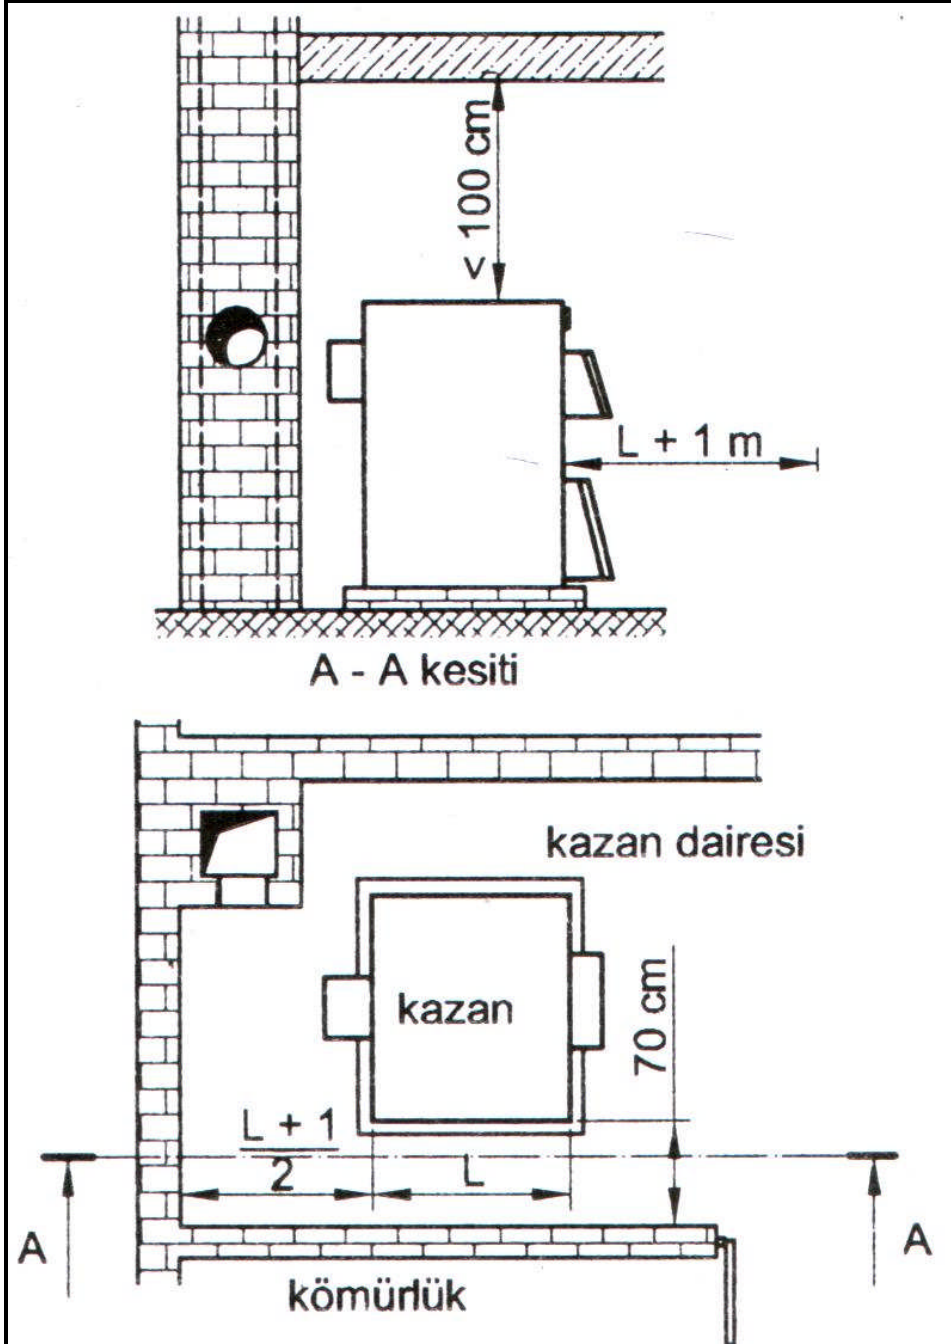 < 100 cm
L + 1 m
A - A kesiti
kazan dairesi
kazan
70 cm
L + 1
2
L
A
A
kömürlük